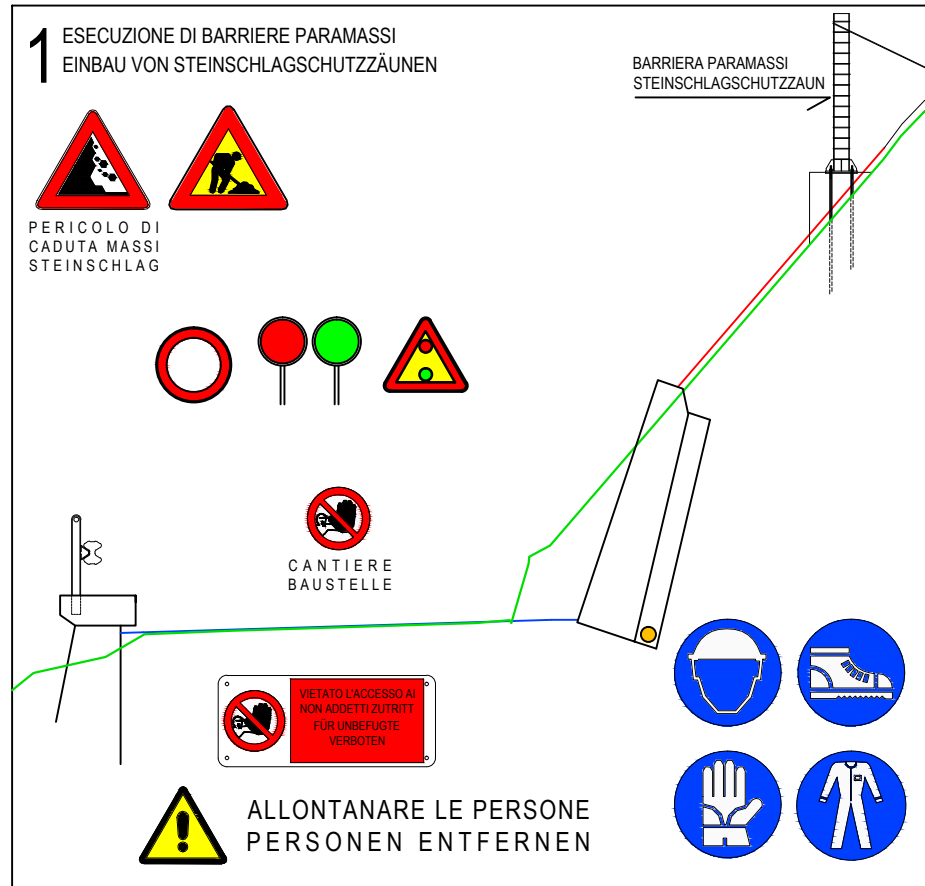 1
ESECUZIONE DI BARRIERE PARAMASSI
EINBAU VON STEINSCHLAGSCHUTZZÄUNEN
BARRIERA PARAMASSI
STEINSCHLAGSCHUTZZAUN
PERICOLO DI
CADUTA MASSI
STEINSCHLAG
CANTIERE
BAUSTELLE
VIETATO L'ACCESSO AI
NON ADDETTI ZUTRITT
FÜR UNBEFUGTE
VERBOTEN
ALLONTANARE LE PERSONE
PERSONEN ENTFERNEN